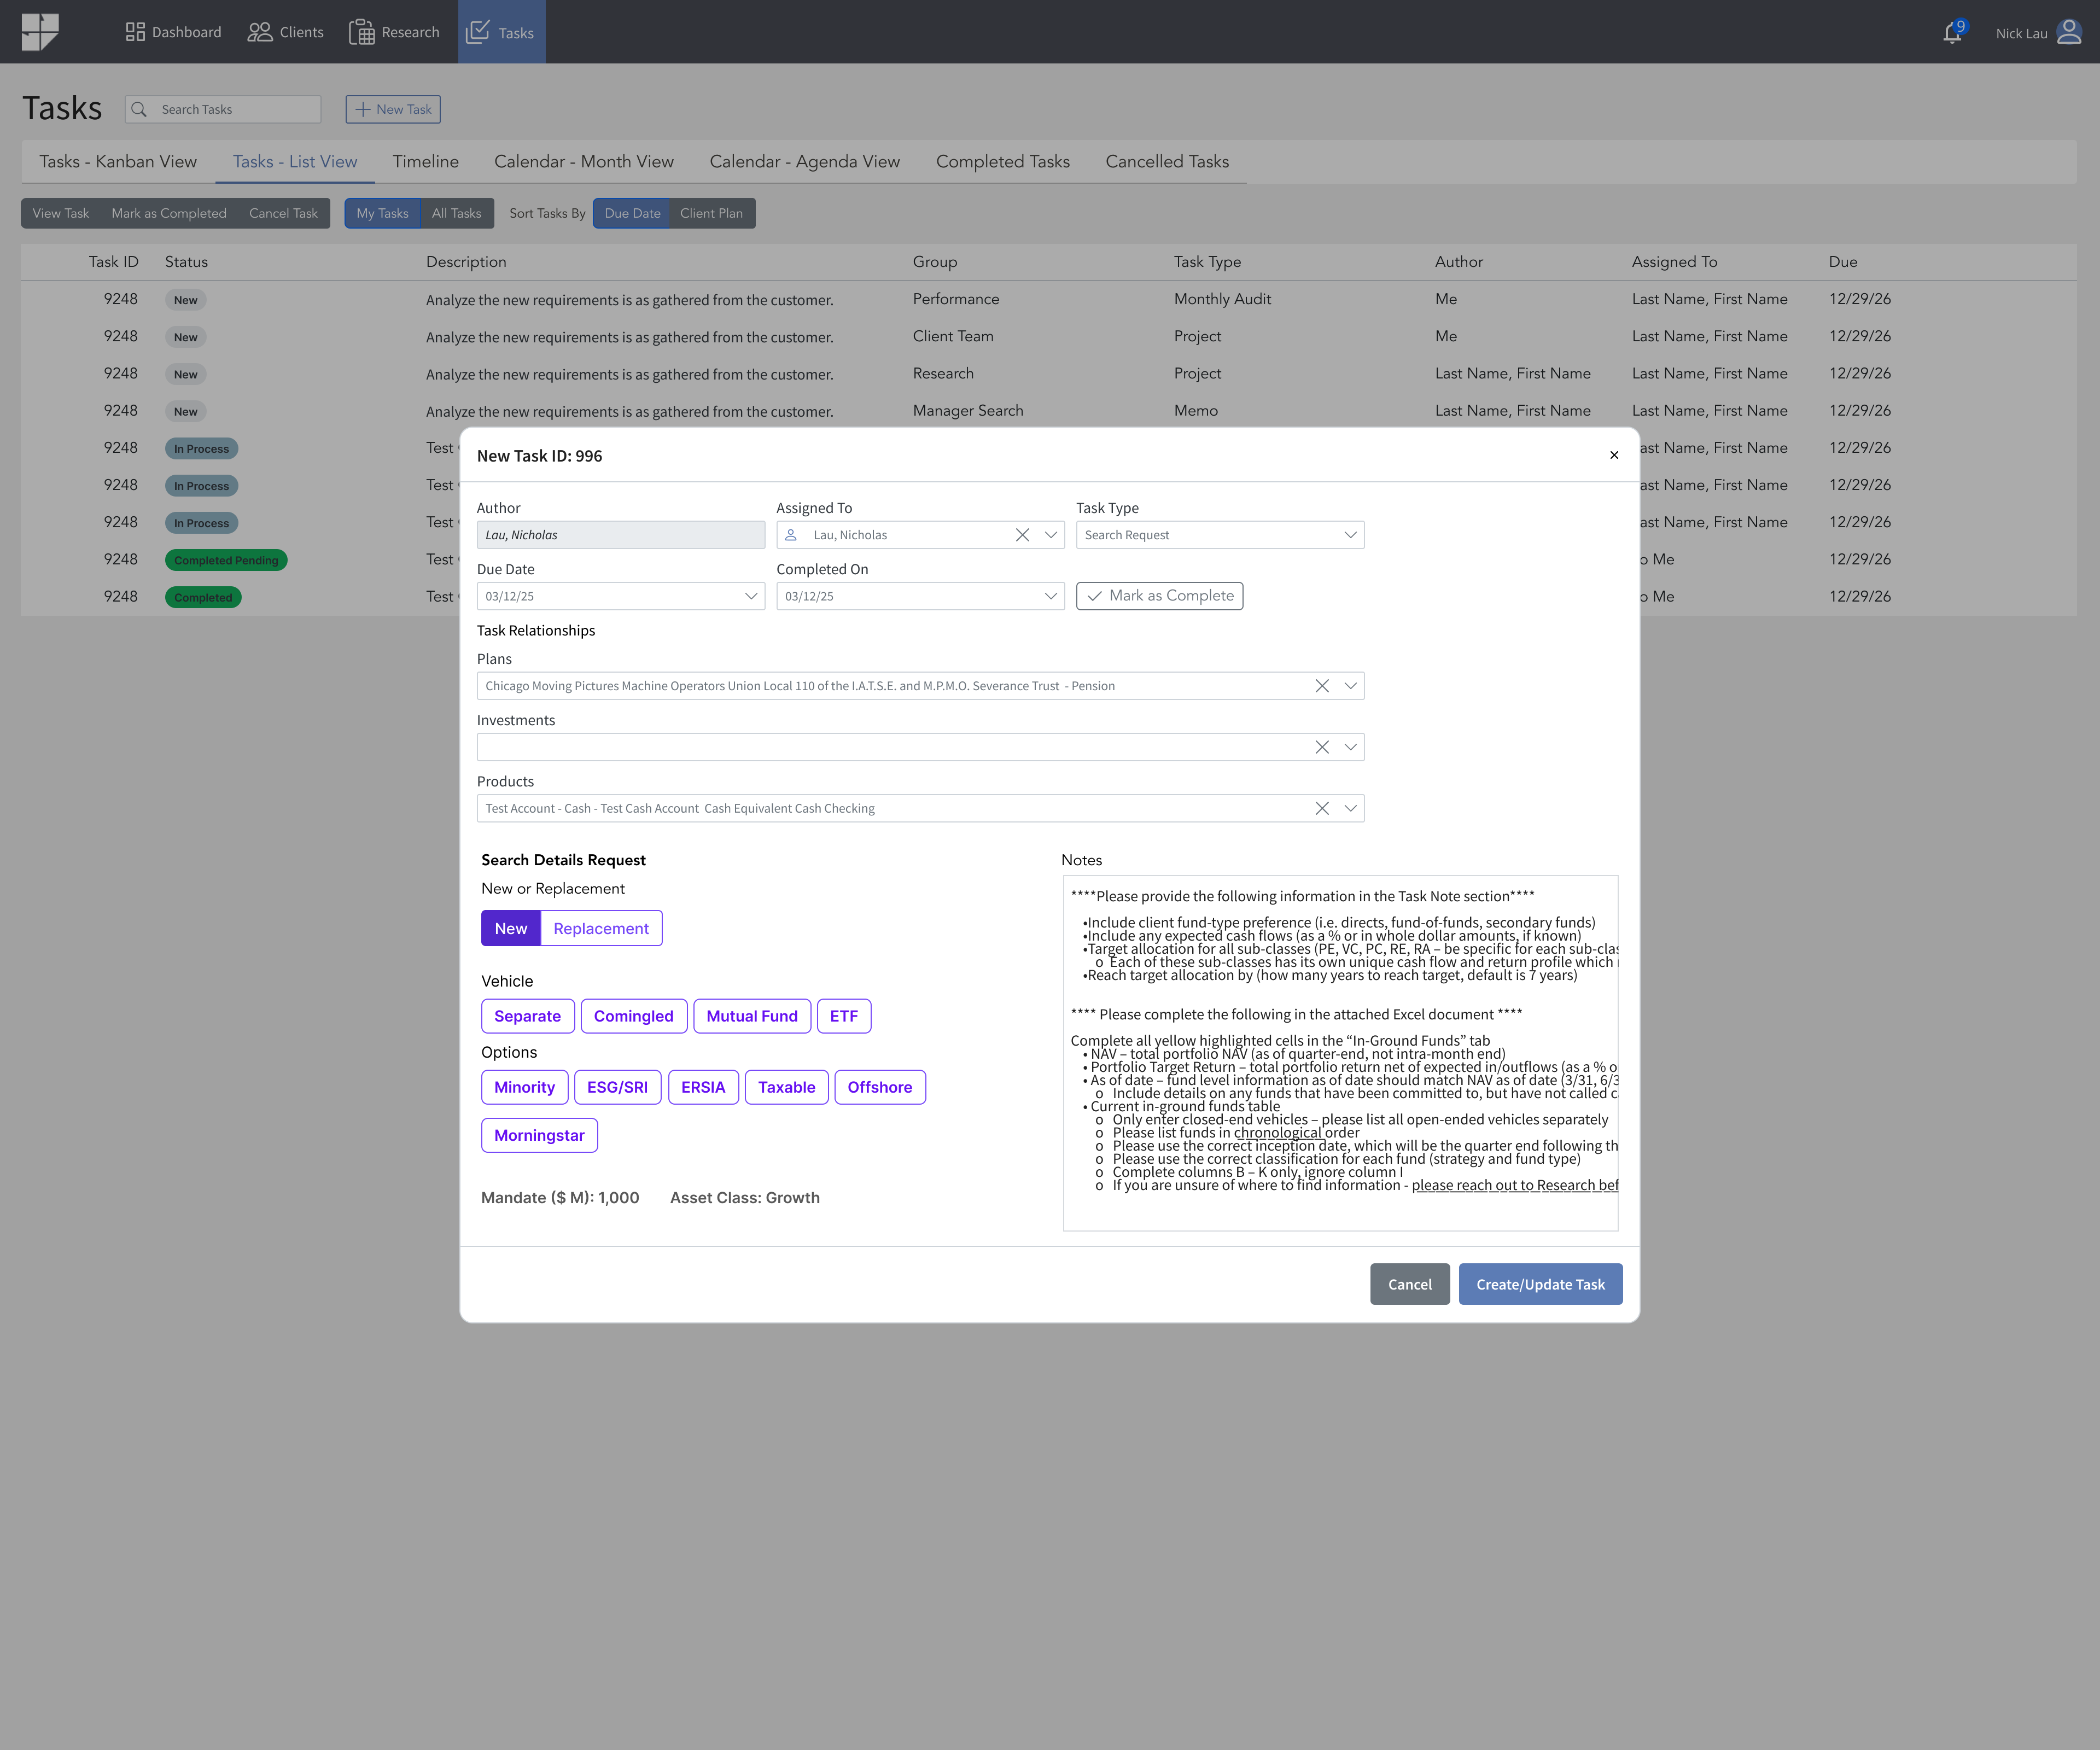 Dashboard Clients Research Tasks 9 Nick Lau
Tasks Search Tasks New Task
Tasks - Kanban View Tasks - List View Timeline Calendar - Month View Calendar - Agenda View Completed Tasks Cancelled Tasks
View Task Mark as Completed Cancel Task My Tasks All Tasks Sort Tasks By Due Date Client Plan
Task ID Status Description Group Task Type Author Assigned To Due
9248 New Analyze the new requirements is as gathered from the customer. Performance Monthly Audit Me Last Name, First Name 12/29/26
9248 New Analyze the new requirements is as gathered from the customer. Client Team Project Me Last Name, First Name 12/29/26
9248 New Analyze the new requirements is as gathered from the customer. Research Project Last Name, First Name Last Name, First Name 12/29/26
9248 New Analyze the new requirements is as gathered from the customer. Manager Search Memo Last Name, First Name Last Name, First Name 12/29/26
9248 In Process Test ast Name, First Name 12/29/26
9248 In Process Test ast Name, First Name 12/29/26
9248 In Process Test ast Name, First Name 12/29/26
9248 Completed Pending Test o Me 12/29/26
9248 Completed Test o Me 12/29/26
New Task ID: 996
Author Assigned To Task Type
Lau, Nicholas Lau, Nicholas Search Request
Due Date Completed On
03/12/25 03/12/25 Mark as Complete
Task Relationships
Plans
Chicago Moving Pictures Machine Operators Union Local 110 of the I.A.T.S.E. and M.P.M.O. Severance Trust - Pension
Investments
Products
Test Account - Cash - Test Cash Account Cash Equivalent Cash Checking
Search Details Request
New or Replacement
New Replacement
Vehicle
Separate Comingled Mutual Fund ETF
Options
Minority ESG/SRI ERSIA Taxable Offshore
Morningstar
Mandate ($ M): 1,000 Asset Class: Growth
Notes
****Please provide the following information in the Task Note section****
•Include client fund-type preference (i.e. directs, fund-of-funds, secondary funds)
•Include any expected cash flows (as a % or in whole dollar amounts, if known)
•Target allocation for all sub-classes (PE, VC, PC, RE, RA – be specific for each sub-clas
o Each of these sub-classes has its own unique cash flow and return profile which
•Reach target allocation by (how many years to reach target, default is 7 years)
**** Please complete the following in the attached Excel document ****
Complete all yellow highlighted cells in the “In-Ground Funds” tab
• NAV – total portfolio NAV (as of quarter-end, not intra-month end)
• Portfolio Target Return – total portfolio return net of expected in/outflows (as a % o
• As of date – fund level information as of date should match NAV as of date (3/31, 6/3
o Include details on any funds that have been committed to, but have not called c
• Current in-ground funds table
o Only enter closed-end vehicles – please list all open-ended vehicles separately
o Please list funds in chronological order
o Please use the correct inception date, which will be the quarter end following th
o Please use the correct classification for each fund (strategy and fund type)
o Complete columns B – K only, ignore column I
o If you are unsure of where to find information - please reach out to Research bef
Cancel Create/Update Task